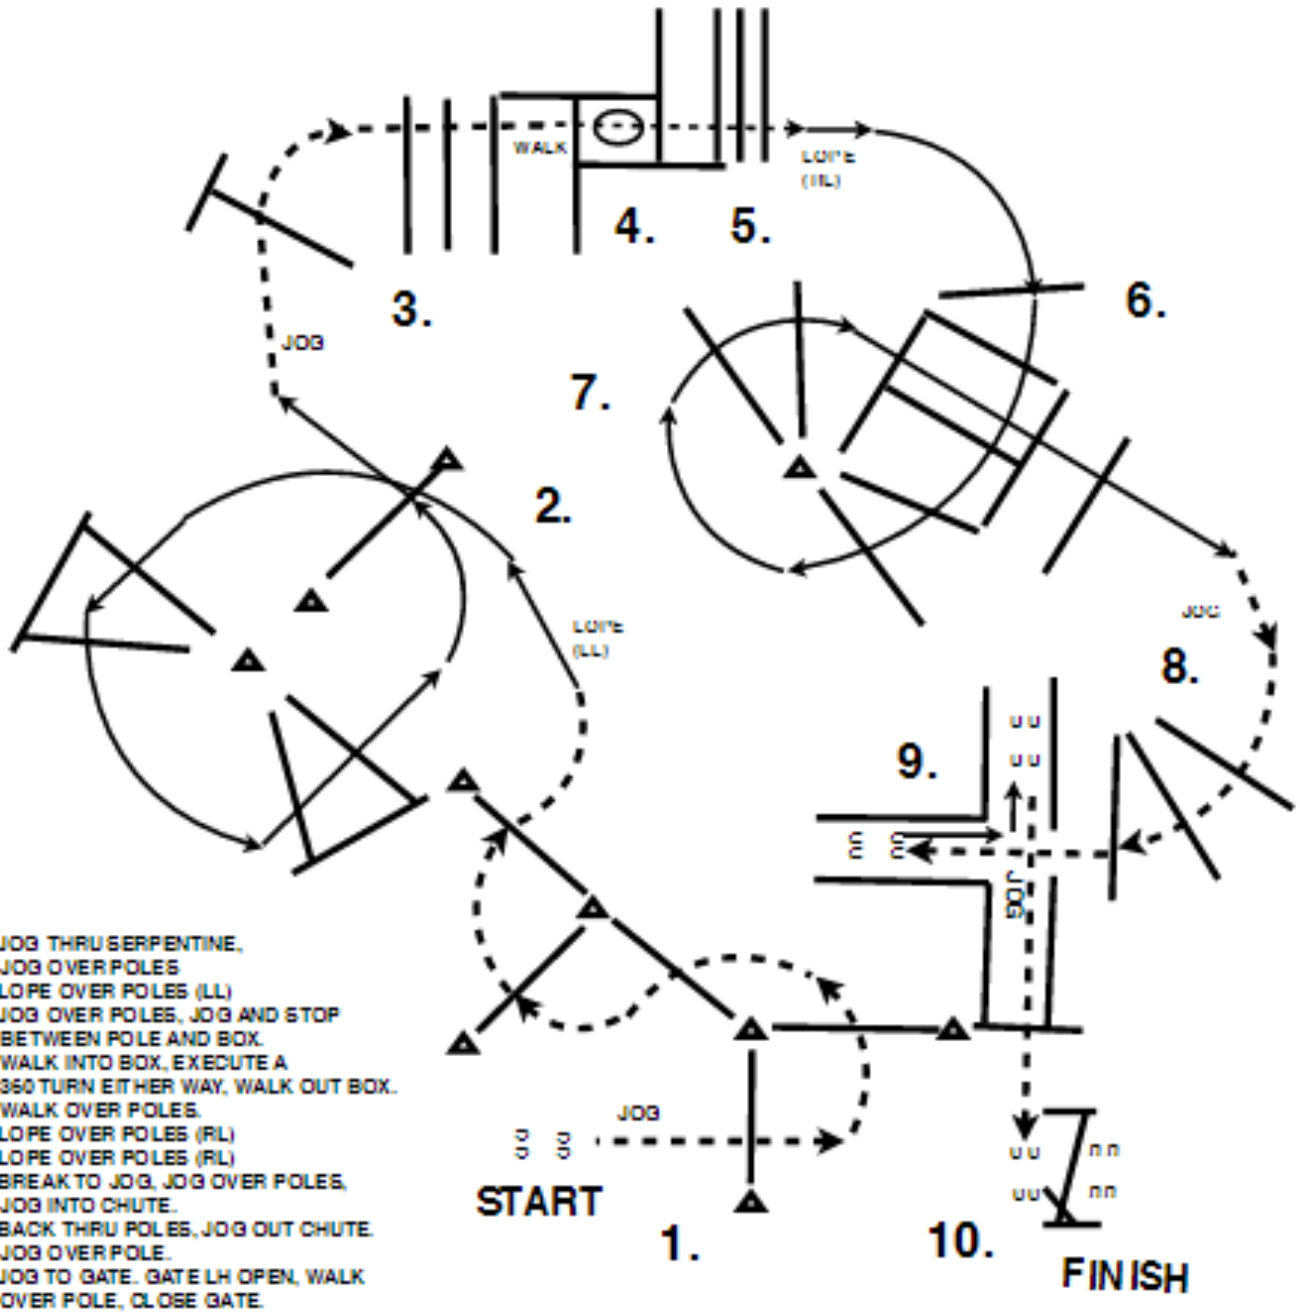 WALK
LOPE
(RL)
4.
5.
6.
3.
JOG
7.
2.
LOPE
(LL)
JOG
8.
9.
JOG
JOG THRU SERPENTINE,
JOG OVER POLES
LOPE OVER POLES (LL)
JOG OVER POLES, JOG AND STOP
BETWEEN POLE AND BOX.
WALK INTO BOX, EXECUTE A
360 TURN EITHER WAY, WALK OUT BOX.
WALK OVER POLES.
LOPE OVER POLES (RL)
LOPE OVER POLES (RL)
BREAK TO JOG, JOG OVER POLES,
JOG INTO CHUTE.
BACK THRU POLES, JOG OUT CHUTE.
JOG OVER POLE.
JOG TO GATE. GATE LH OPEN, WALK
OVER POLE, CLOSE GATE.
JOG
START
1.
10.
FINISH